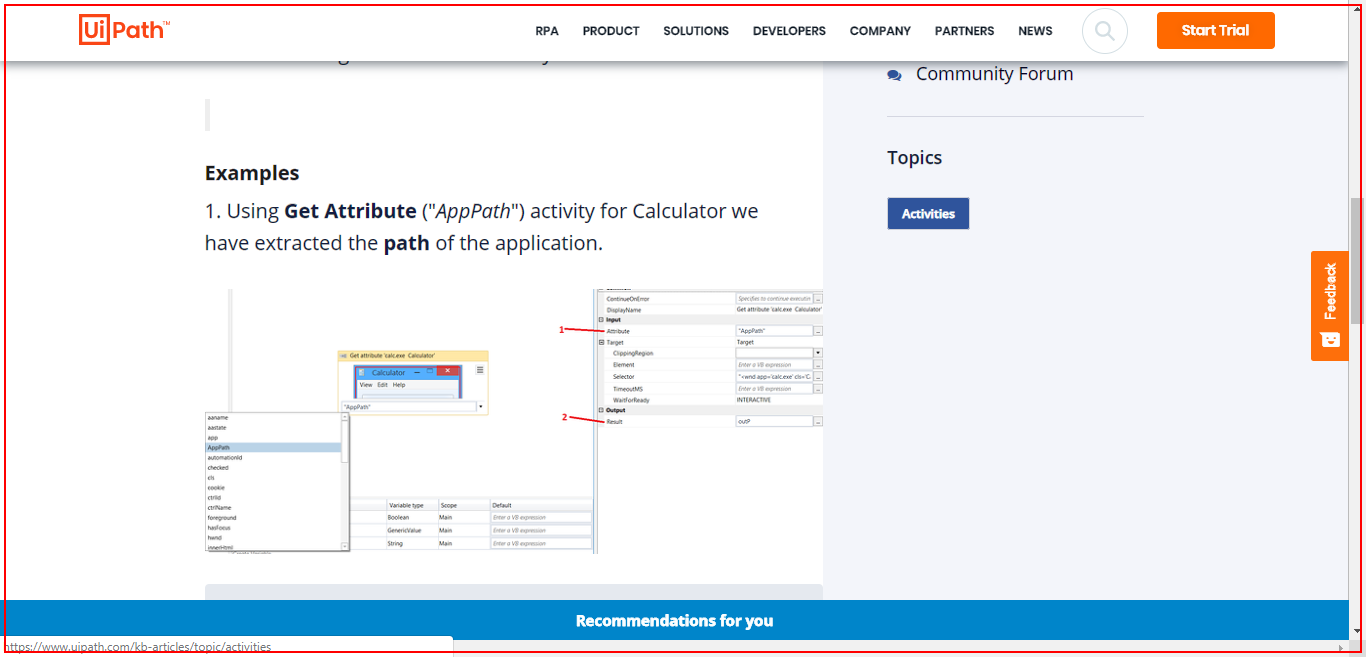 UiPath™
RPA PRODUCT SOLUTIONS DEVELOPERS COMPANY PARTNERS NEWS
Start Trial
Community Forum
Topics
Activities
Feedback
Examples
1. Using Get Attribute ("AppPath") activity for Calculator we
have extracted the path of the application.
Get attribute 'calc.exe Calculator'
Calculator
View Edit Help
"AppPath"
aaname
aastate
app
AppPath
automationId
checked
cls
cookie
ctrlId
ctrlName
foreground
hasFocus
hwnd
innerHtml
Variable type Scope Default
Boolean Main Enter a VB expression
GenericValue Main Enter a VB expression
String Main Enter a VB expression
ContinueOnError Specifies to continue executin ...
DisplayName Get attribute 'calc.exe Calculator'
Input
1 Attribute "AppPath" ...
Target Target
ClippingRegion
Element Enter a VB expression ...
Selector "<wnd app='calc.exe' cls='C ...
TimeoutMS Enter a VB expression ...
WaitForReady INTERACTIVE
Output
2 Result outP ...
Recommendations for you
https://www.uipath.com/kb-articles/topic/activities